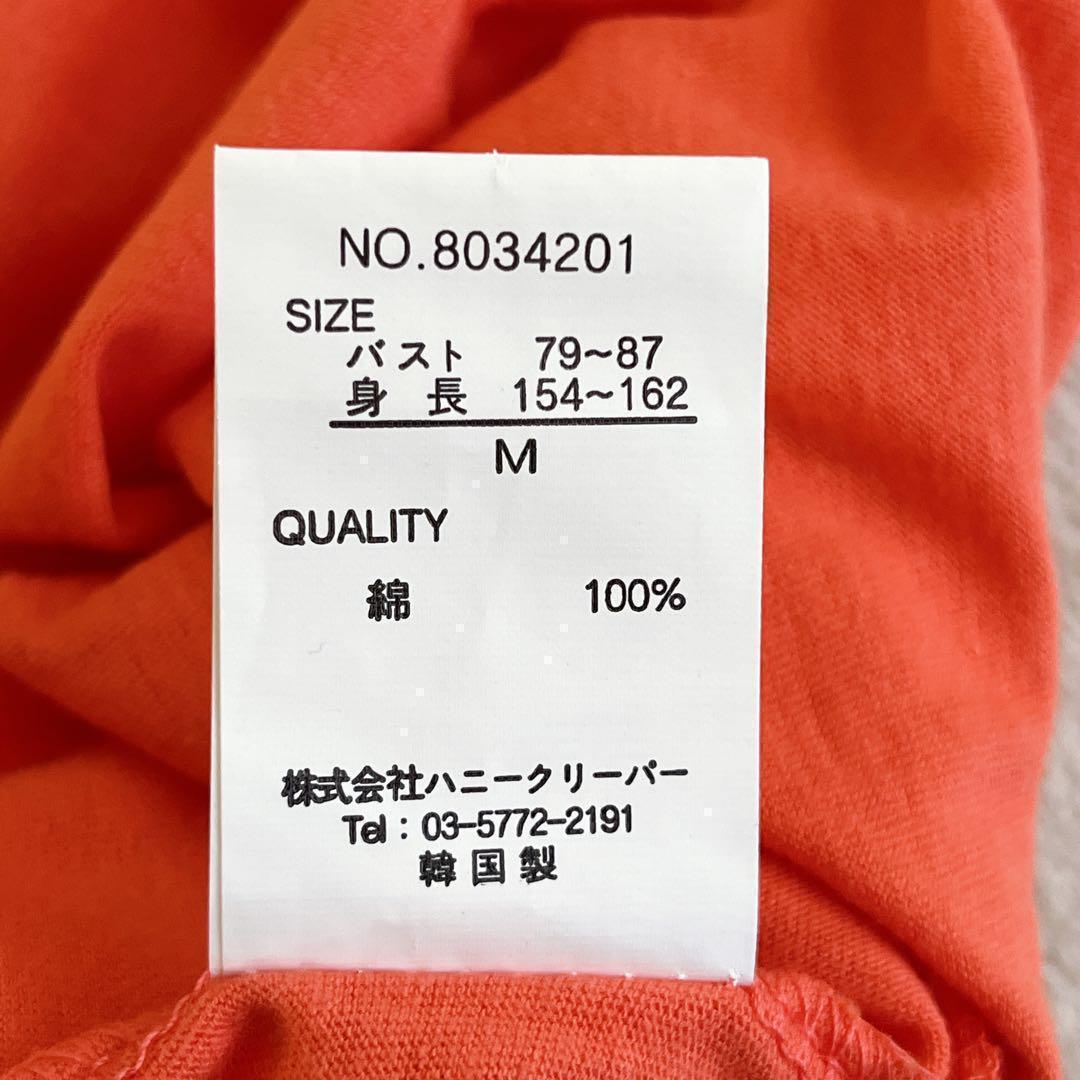 NO.8034201
SIZE
バスト 79~87
身長 154~162
M
QUALITY
綿 100%
株式会社ハニークリーパー
Tel：03-5772-2191
韓国製